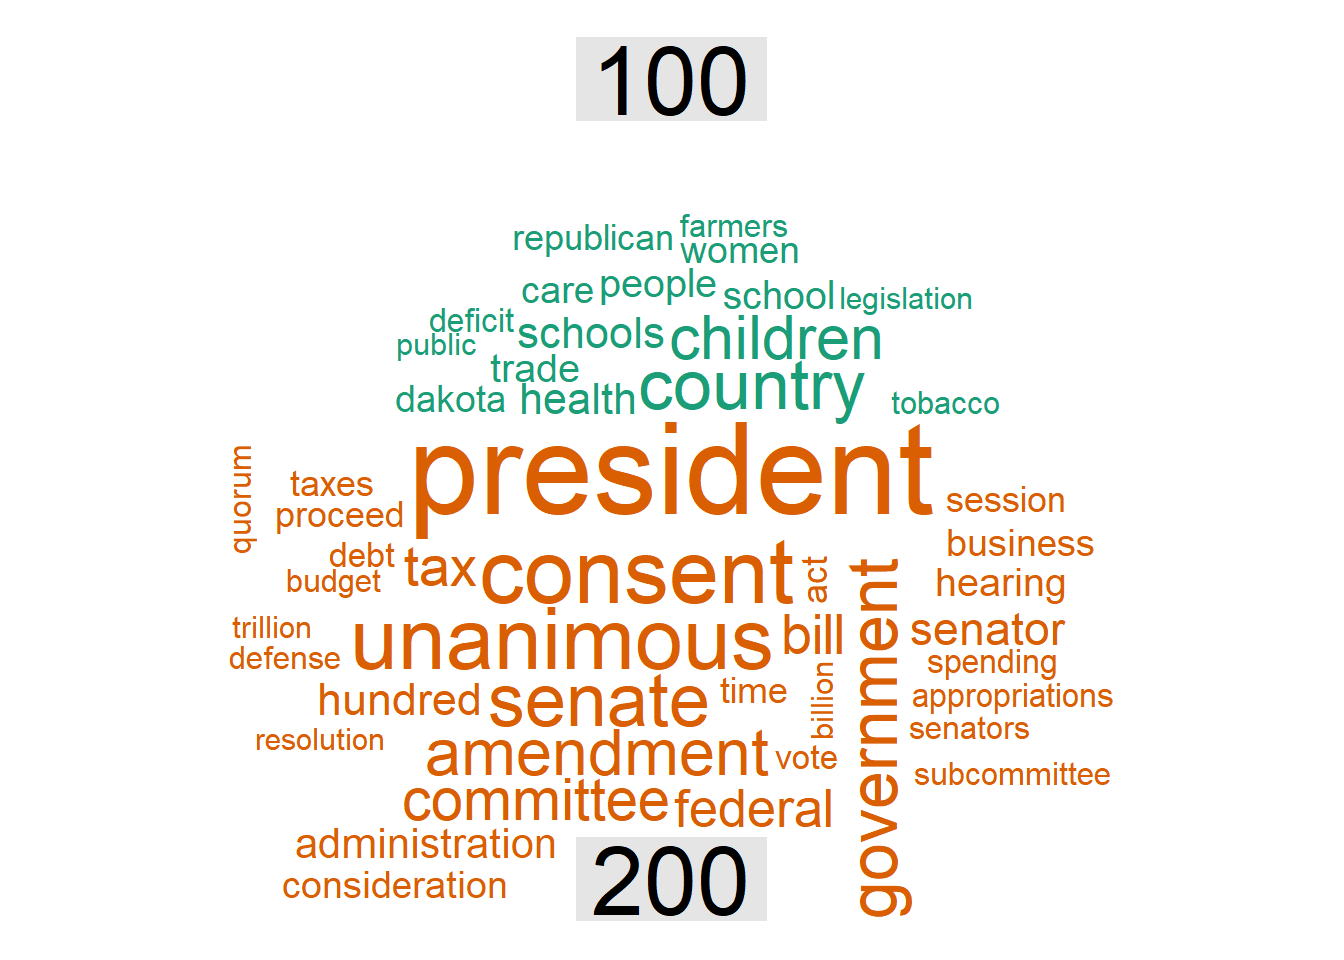 100
republican farmers
women
care people school legislation
deficit schools children
public
trade
dakota health country tobacco
president
quorum taxes session
proceed
debt tax consent act business
budget hearing
government
trillion unanimous bill senator
defense spending
hundred senate time billion appropriations
resolution senators
amendment vote subcommittee
committee federal
administration
consideration
200